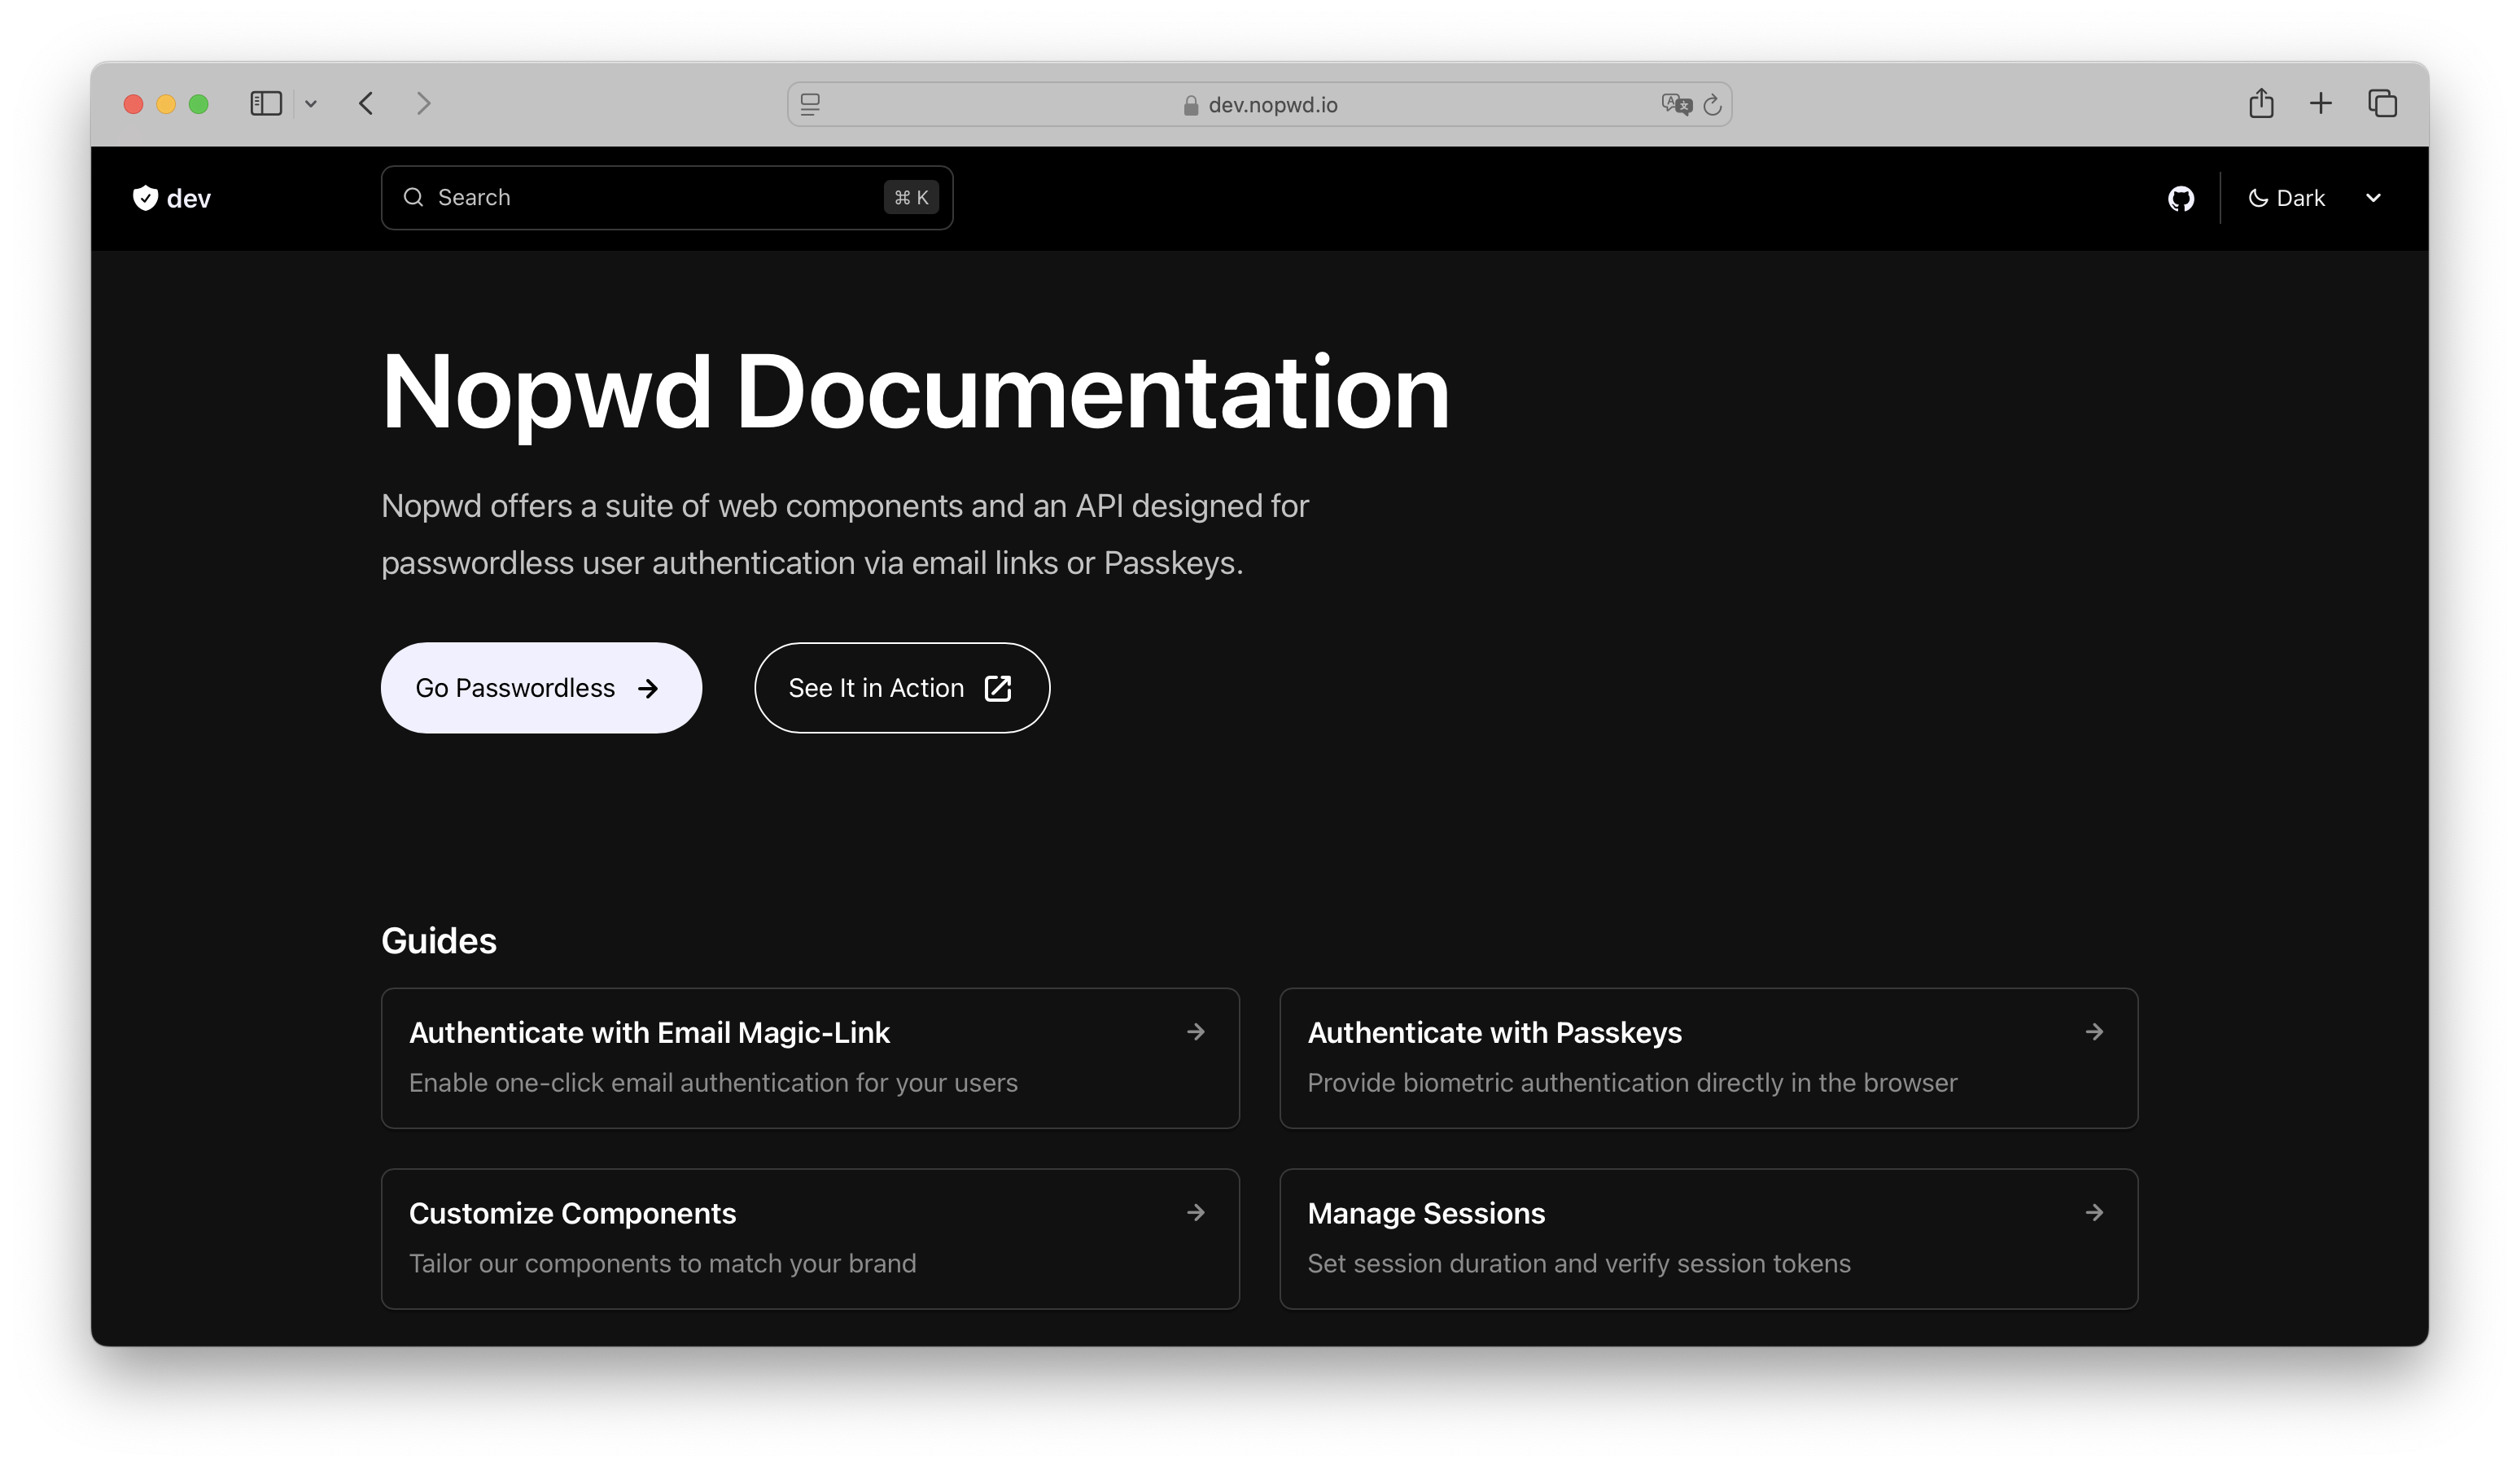 dev.nopwd.io
dev
Search
⌘ K
Dark
Nopwd Documentation
Nopwd offers a suite of web components and an API designed for
passwordless user authentication via email links or Passkeys.
Go Passwordless
See It in Action
Guides
Authenticate with Email Magic-Link
Enable one-click email authentication for your users
Authenticate with Passkeys
Provide biometric authentication directly in the browser
Customize Components
Tailor our components to match your brand
Manage Sessions
Set session duration and verify session tokens